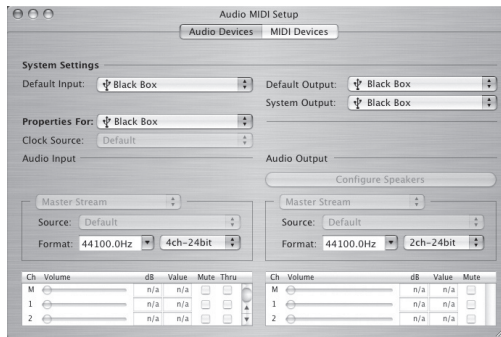 Audio MIDI Setup
Audio Devices MIDI Devices
System Settings
Default Input: Black Box
Default Output: Black Box
System Output: Black Box
Properties For: Black Box
Clock Source: Default
Audio Input
Audio Output
Configure Speakers
Master Stream
Source: Default
Format: 44100.0Hz 4ch-24bit
Master Stream
Source: Default
Format: 44100.0Hz 2ch-24bit
Ch Volume dB Value Mute Thru
M n/a n/a
1 n/a n/a
2 n/a n/a
Ch Volume dB Value Mute
M n/a n/a
1 n/a n/a
2 n/a n/a